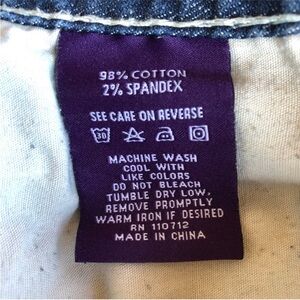 98% COTTON
2% SPANDEX
SEE CARE ON REVERSE
30
MACHINE WASH
COOL WITH
LIKE COLORS
DO NOT BLEACH
TUMBLE DRY LOW.
REMOVE PROMPTLY
WARM IRON IF DESIRED
RN 110712
MADE IN CHINA